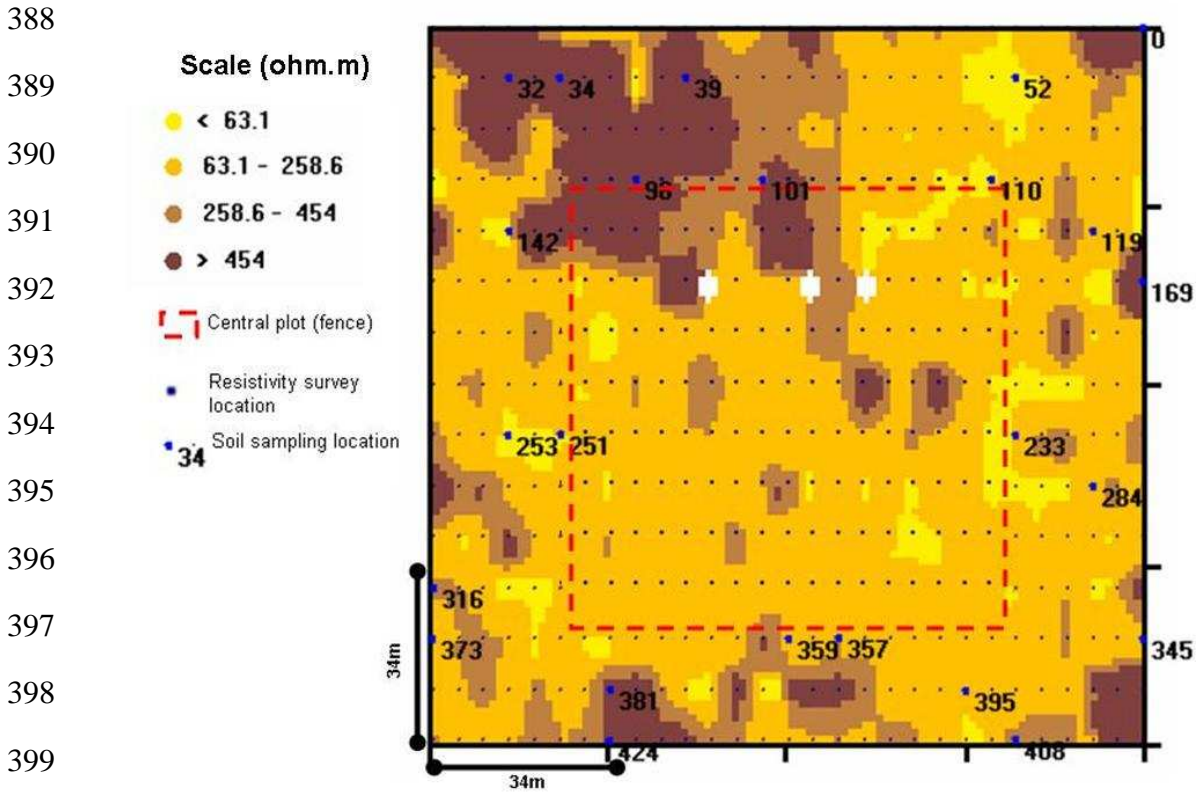 388
389
390
391
392
393
394
395
396
397
398
399
Scale (ohm.m)
< 63.1
63.1 - 258.6
258.6 - 454
> 454
Central plot (fence)
Resistivity survey
location
34 Soil sampling location
0
32 34 39 52
98 101 110
142 119
169
253 251 233
284
316
373 359 357 345
381 395
424 408
34m
34m